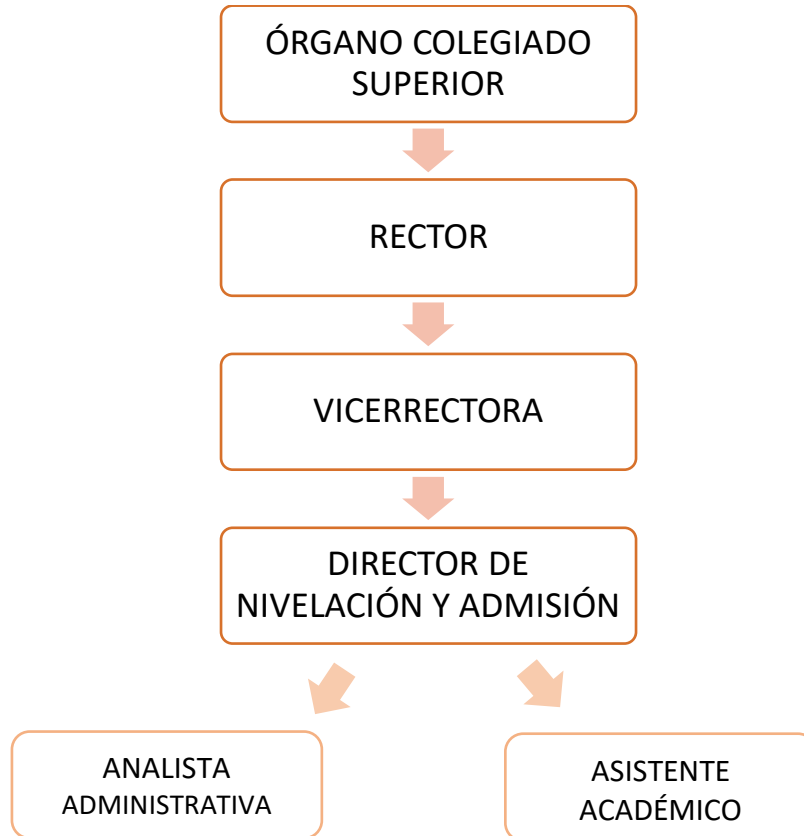 ÓRGANO COLEGIADO
SUPERIOR
RECTOR
VICERRECTORA
DIRECTOR DE
NIVELACIÓN Y ADMISIÓN
ANALISTA
ADMINISTRATIVA
ASISTENTE
ACADÉMICO